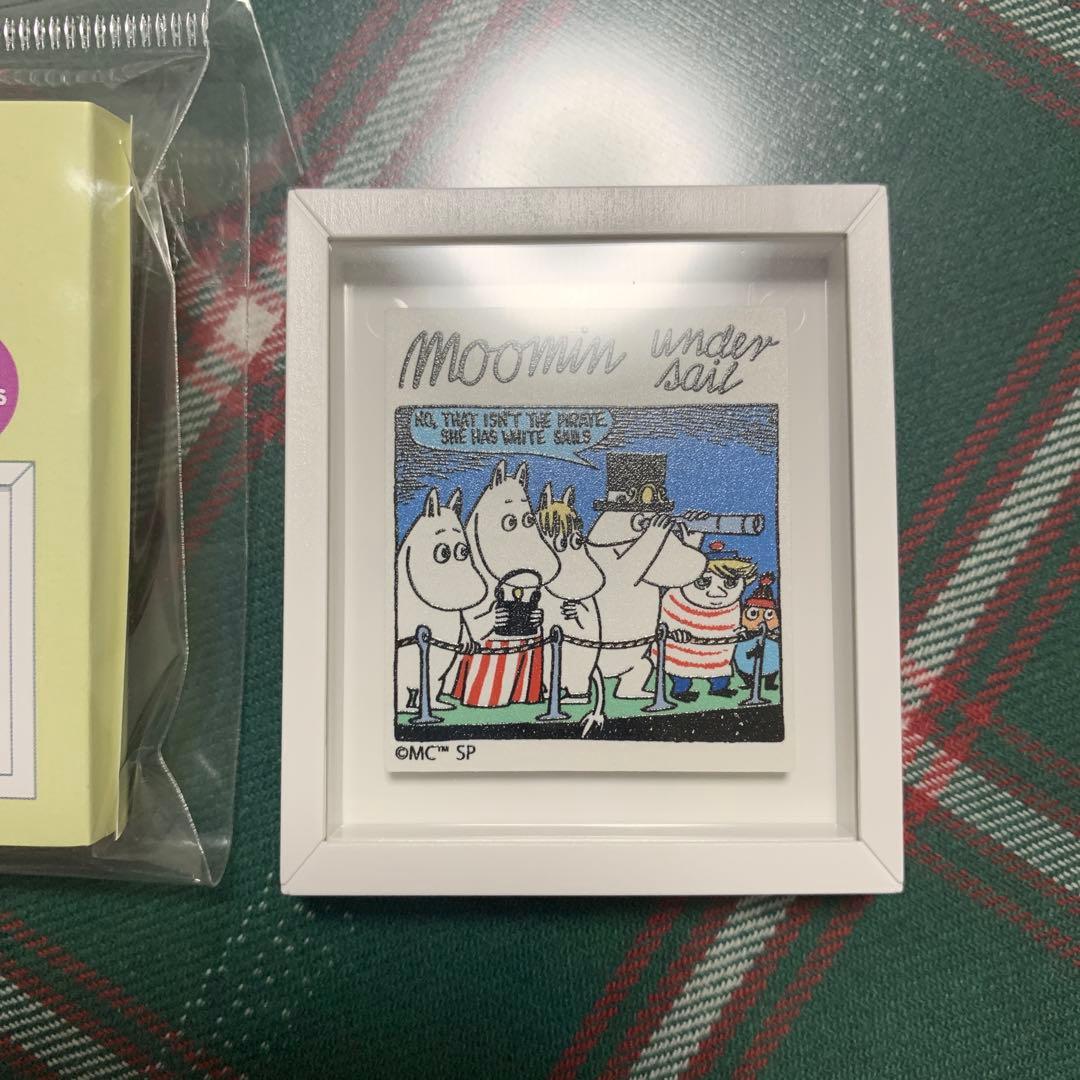 Moomin under
sail
NO, THAT ISN'T THE PIRATE.
SHE HAS WHITE SAILS
©MC™ SP
S